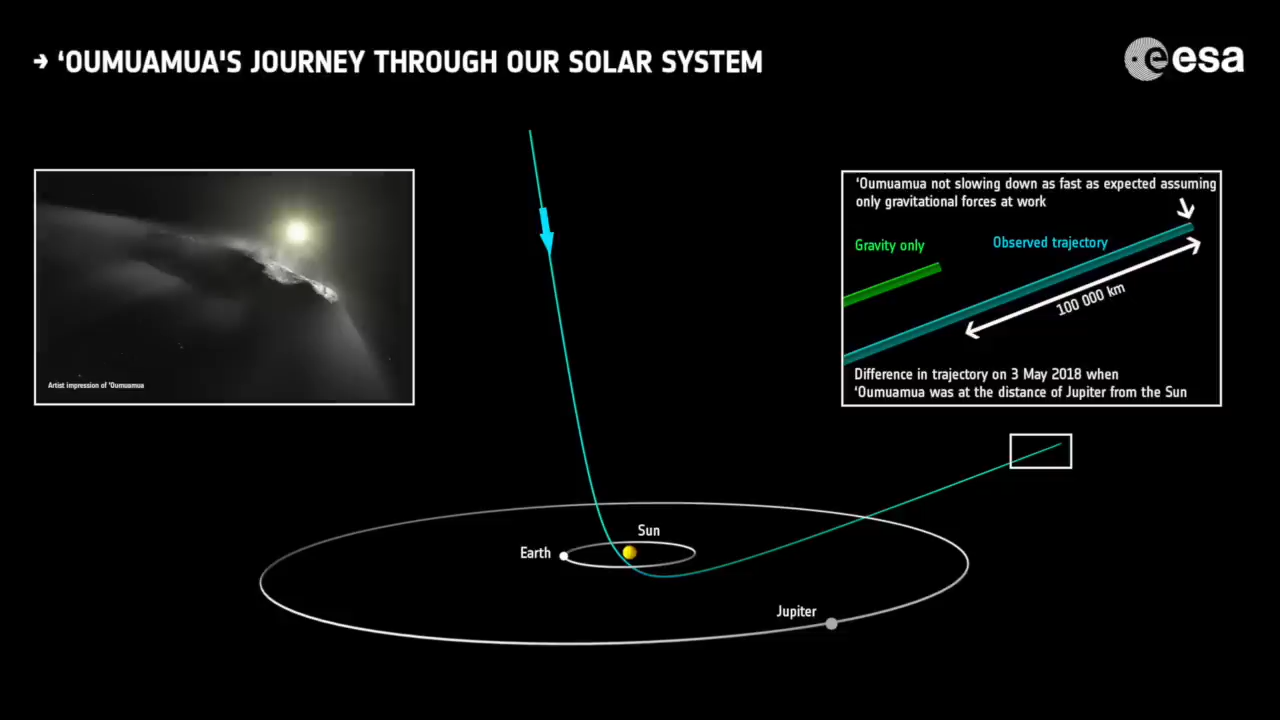 → ‘OUMUAMUA'S JOURNEY THROUGH OUR SOLAR SYSTEM
esa
Artist impression of 'Oumuamua
‘Oumuamua not slowing down as fast as expected assuming
only gravitational forces at work
Gravity only
Observed trajectory
100 000 km
Difference in trajectory on 3 May 2018 when
‘Oumuamua was at the distance of Jupiter from the Sun
Sun
Earth
Jupiter